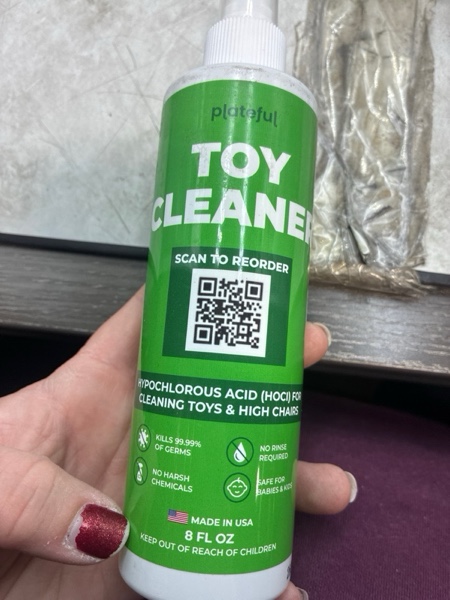 plateful
TOY
CLEANER
SCAN TO REORDER
HYPOCHLOROUS ACID (HOCl) FOR
CLEANING TOYS & HIGH CHAIRS
KILLS 99.99%
OF GERMS
NO RINSE
REQUIRED
NO HARSH
CHEMICALS
SAFE FOR
BABIES & KIDS
MADE IN USA
8 FL OZ
KEEP OUT OF REACH OF CHILDREN